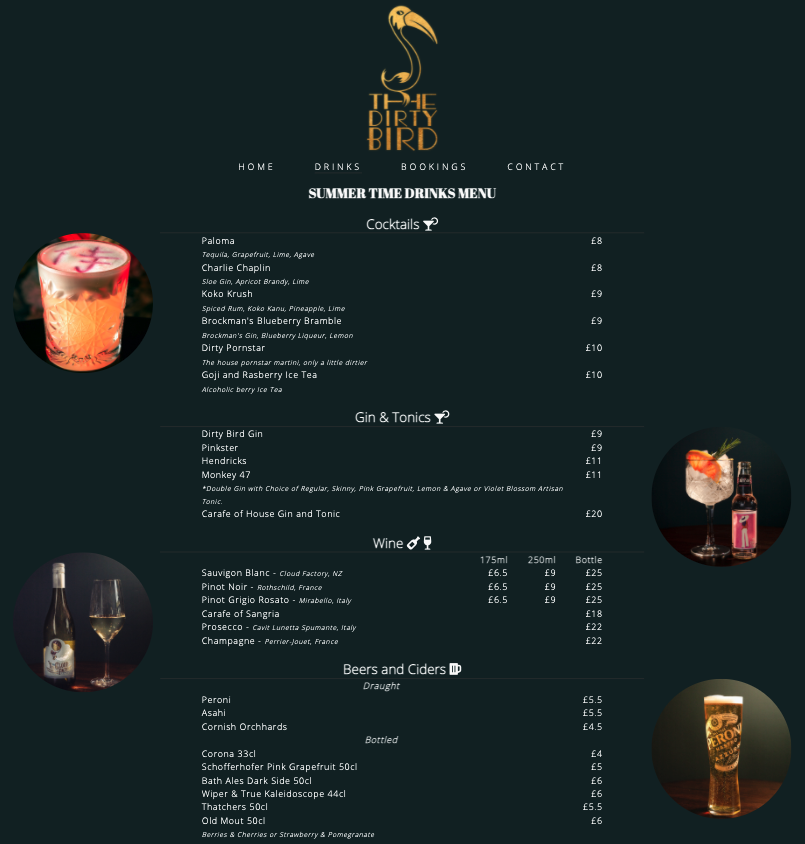 THE
DIRTY
BIRD
HOME DRINKS BOOKINGS CONTACT
SUMMER TIME DRINKS MENU
Cocktails
Paloma £8
Tequila, Grapefruit, Lime, Agave
Charlie Chaplin £8
Sloe Gin, Apricot Brandy, Lime
Koko Krush £9
Spiced Rum, Koko Kanu, Pineapple, Lime
Brockman's Blueberry Bramble £9
Brockman's Gin, Blueberry Liqueur, Lemon
Dirty Pornstar £10
The house pornstar martini, only a little dirtier
Goji and Rasberry Ice Tea £10
Alcoholic berry Ice Tea
Gin & Tonics
Dirty Bird Gin £9
Pinkster £9
Hendricks £11
Monkey 47 £11
*Double Gin with Choice of Regular, Skinny, Pink Grapefruit, Lemon & Agave or Violet Blossom Artisan
Tonic.
Carafe of House Gin and Tonic £20
Wine
175ml 250ml Bottle
Sauvigon Blanc - Cloud Factory, NZ £6.5 £9 £25
Pinot Noir - Rothschild, France £6.5 £9 £25
Pinot Grigio Rosato - Mirabello, Italy £6.5 £9 £25
Carafe of Sangria £18
Prosecco - Cavit Lunetta Spumante, Italy £22
Champagne - Perrier-Jouet, France £22
Beers and Ciders
Draught
Peroni £5.5
Asahi £5.5
Cornish Orchhards £4.5
Bottled
Corona 33cl £4
Schofferhofer Pink Grapefruit 50cl £5
Bath Ales Dark Side 50cl £6
Wiper & True Kaleidoscope 44cl £6
Thatchers 50cl £5.5
Old Mout 50cl £6
Berries & Cherries or Strawberry & Pomegranate
PERONI